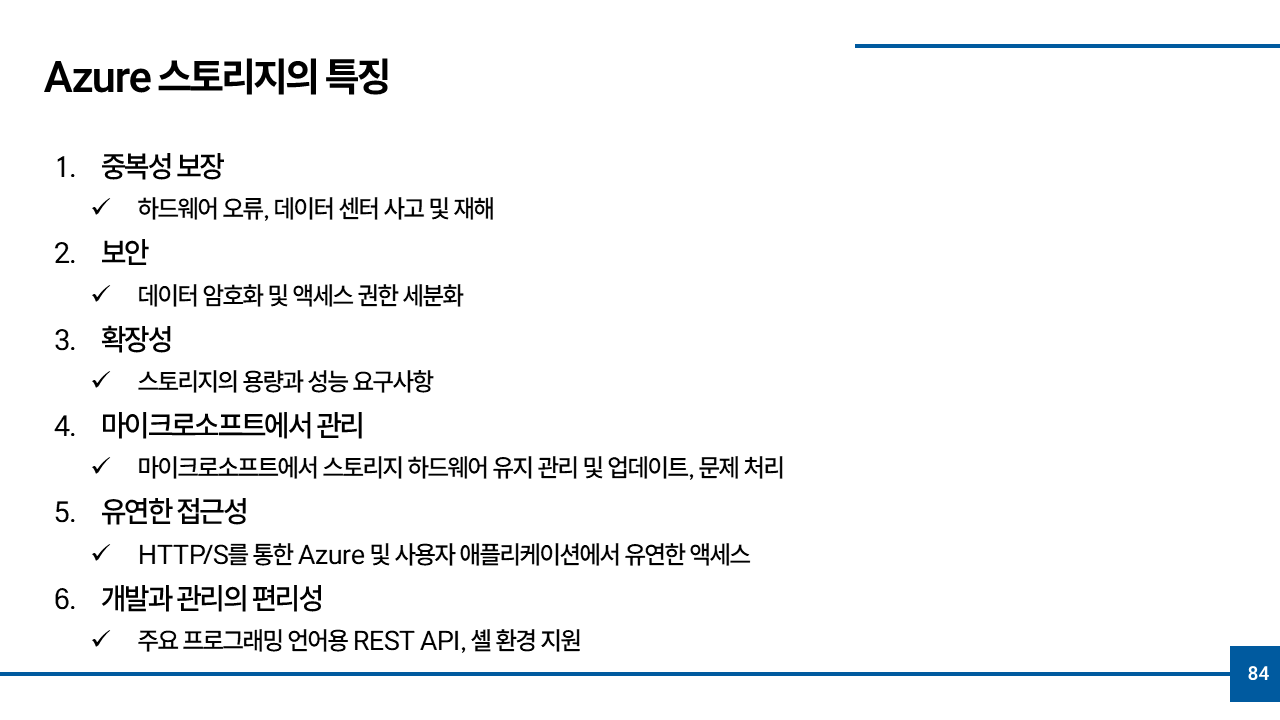 Azure 스토리지의 특징
1. 중복성 보장
✓ 하드웨어 오류, 데이터 센터 사고 및 재해
2. 보안
✓ 데이터 암호화 및 액세스 권한 세분화
3. 확장성
✓ 스토리지의 용량과 성능 요구사항
4. 마이크로소프트에서 관리
✓ 마이크로소프트에서 스토리지 하드웨어 유지 관리 및 업데이트, 문제 처리
5. 유연한 접근성
✓ HTTP/S를 통한 Azure 및 사용자 애플리케이션에서 유연한 액세스
6. 개발과 관리의 편리성
✓ 주요 프로그래밍 언어용 REST API, 셸 환경 지원
84